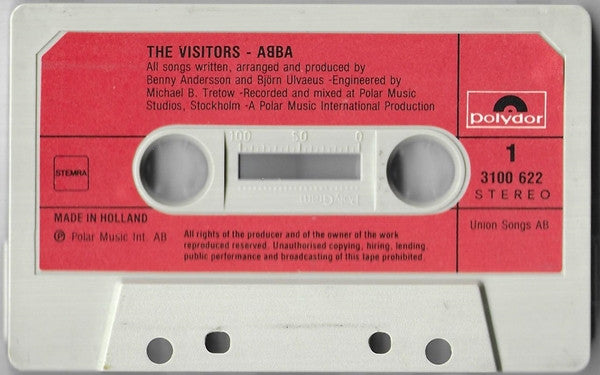 THE VISITORS - ABBA
All songs written, arranged and produced by
Benny Andersson and Björn Ulvaeus -Engineered by
Michael B. Tretow -Recorded and mixed at Polar Music
Studios, Stockholm -A Polar Music International Production
polydor
100 50 0
PolyGram
STEMRA
1
3100 622
STEREO
MADE IN HOLLAND
℗ Polar Music Int. AB
All rights of the producer and of the owner of the work
reproduced reserved. Unauthorised copying, hiring, lending,
public performance and broadcasting of this tape prohibited.
Union Songs AB